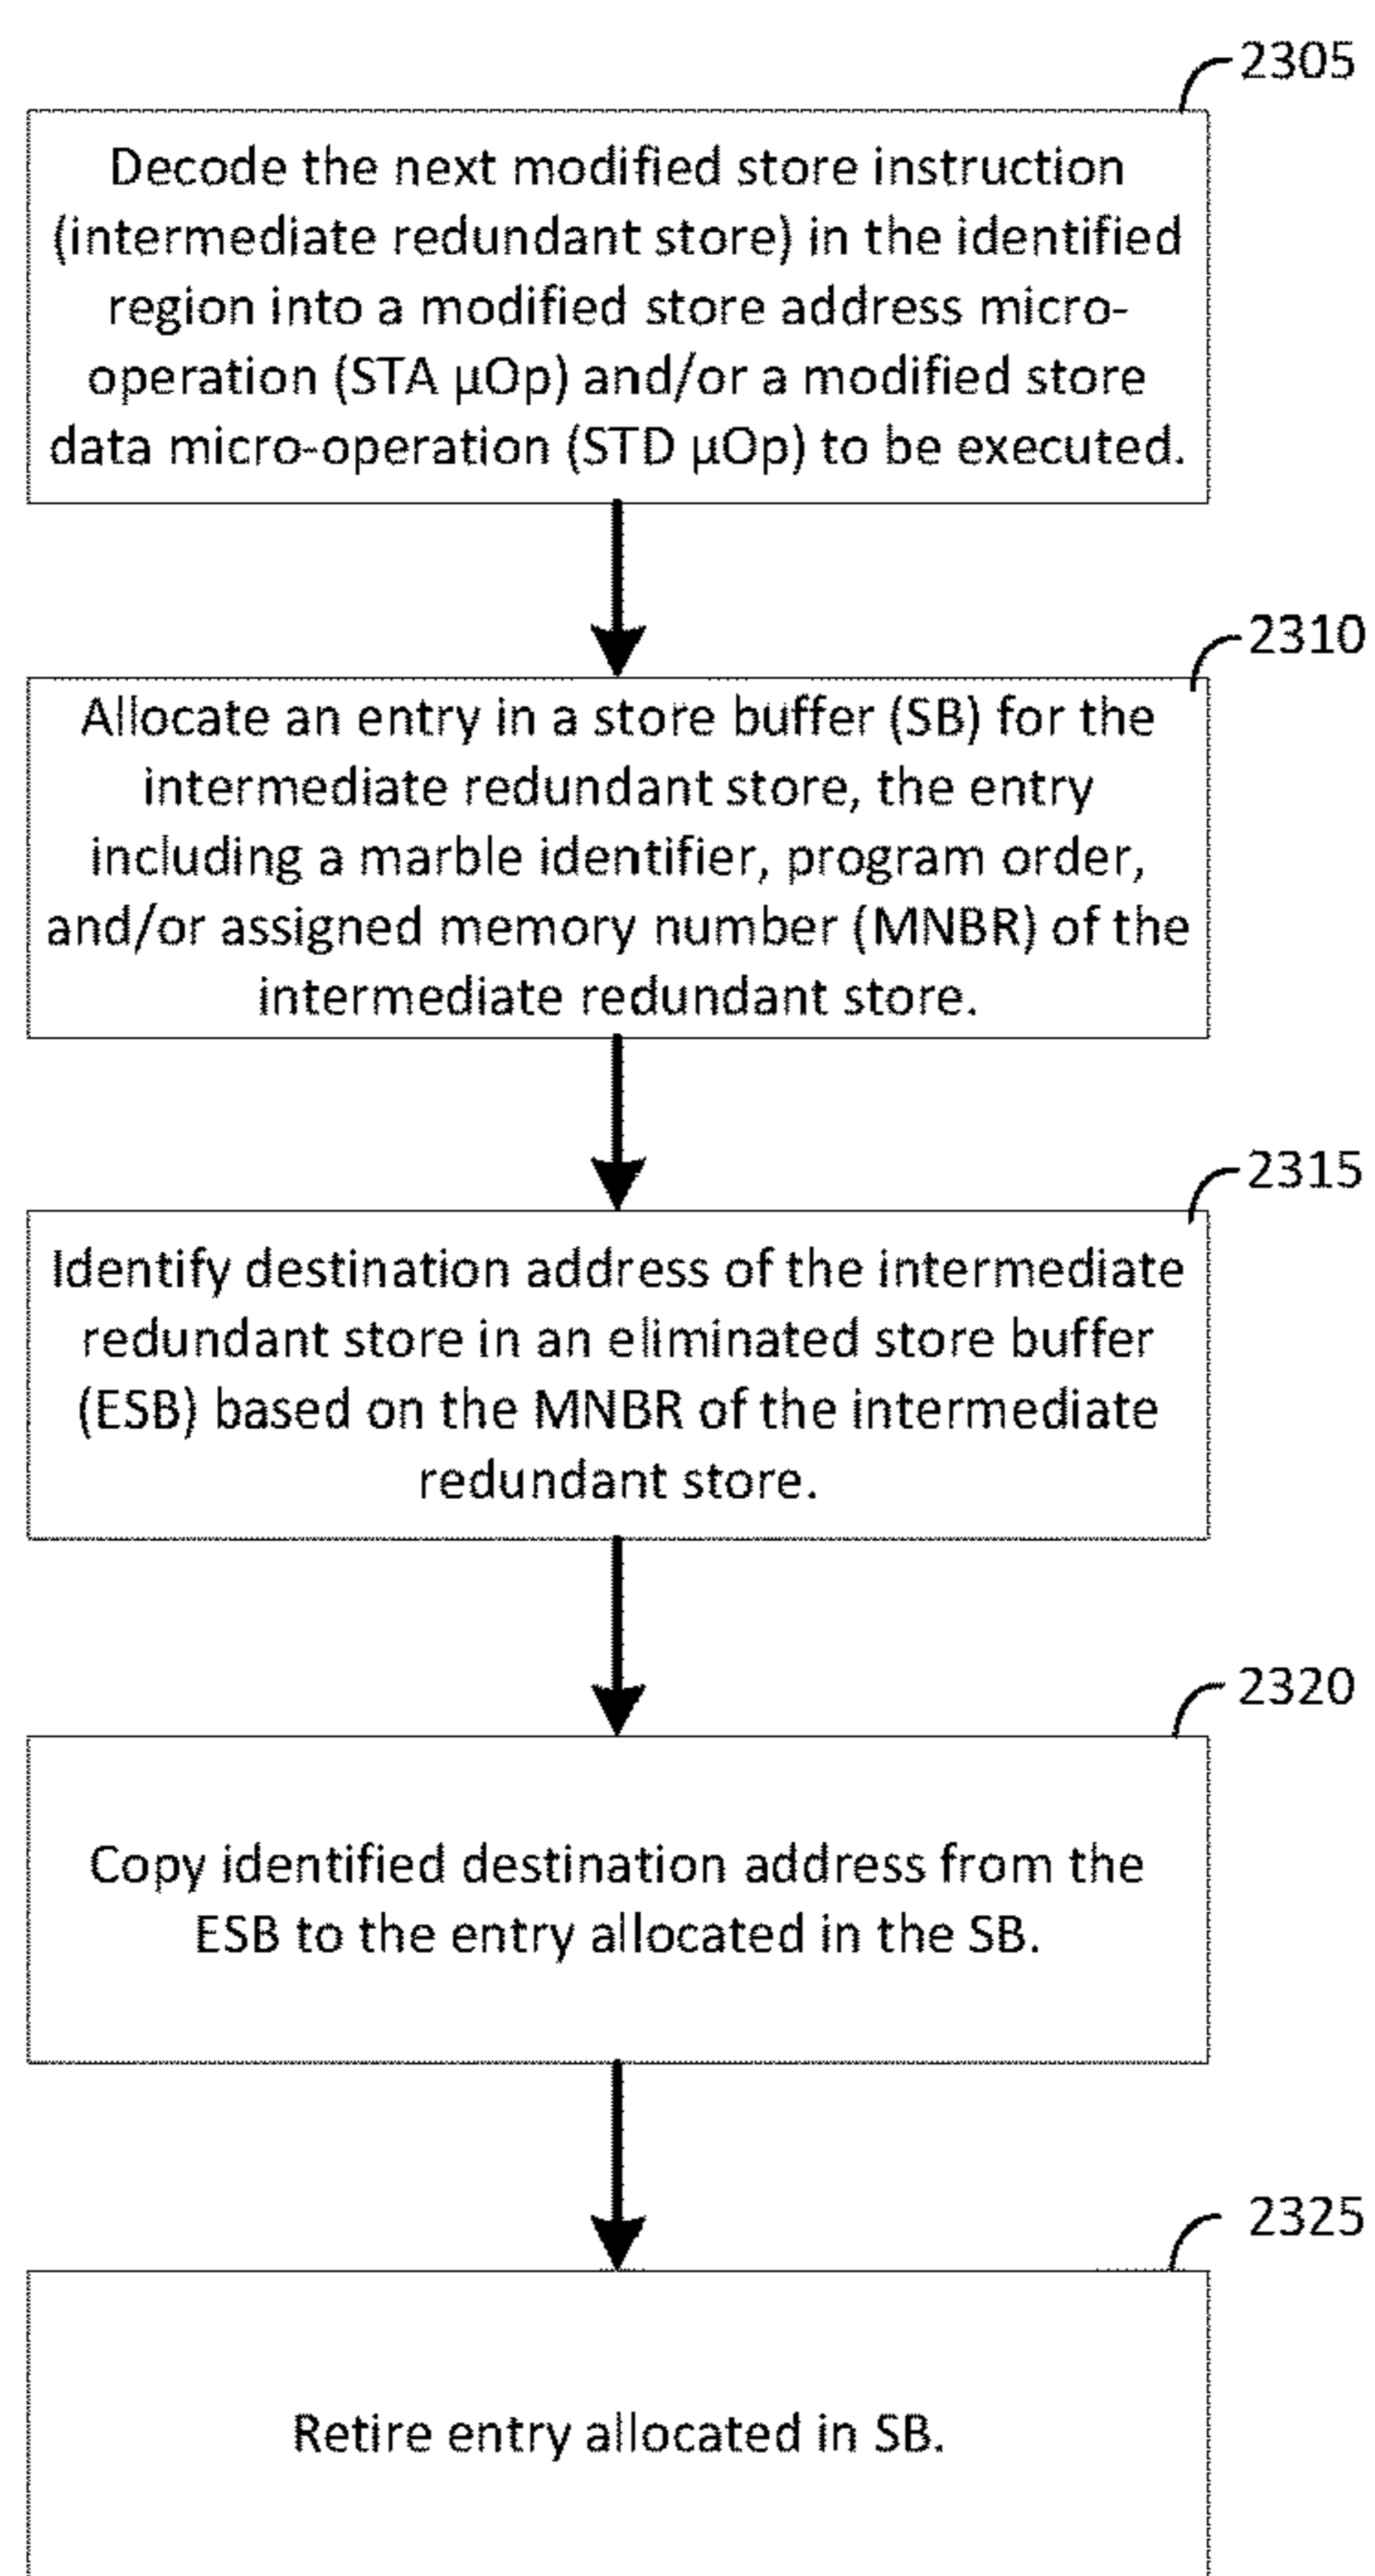 2305
Decode the next modified store instruction
(intermediate redundant store) in the identified
region into a modified store address micro-
operation (STA µOp) and/or a modified store
data micro-operation (STD µOp) to be executed.
2310
Allocate an entry in a store buffer (SB) for the
intermediate redundant store, the entry
including a marble identifier, program order,
and/or assigned memory number (MNBR) of the
intermediate redundant store.
2315
Identify destination address of the intermediate
redundant store in an eliminated store buffer
(ESB) based on the MNBR of the intermediate
redundant store.
2320
Copy identified destination address from the
ESB to the entry allocated in the SB.
2325
Retire entry allocated in SB.